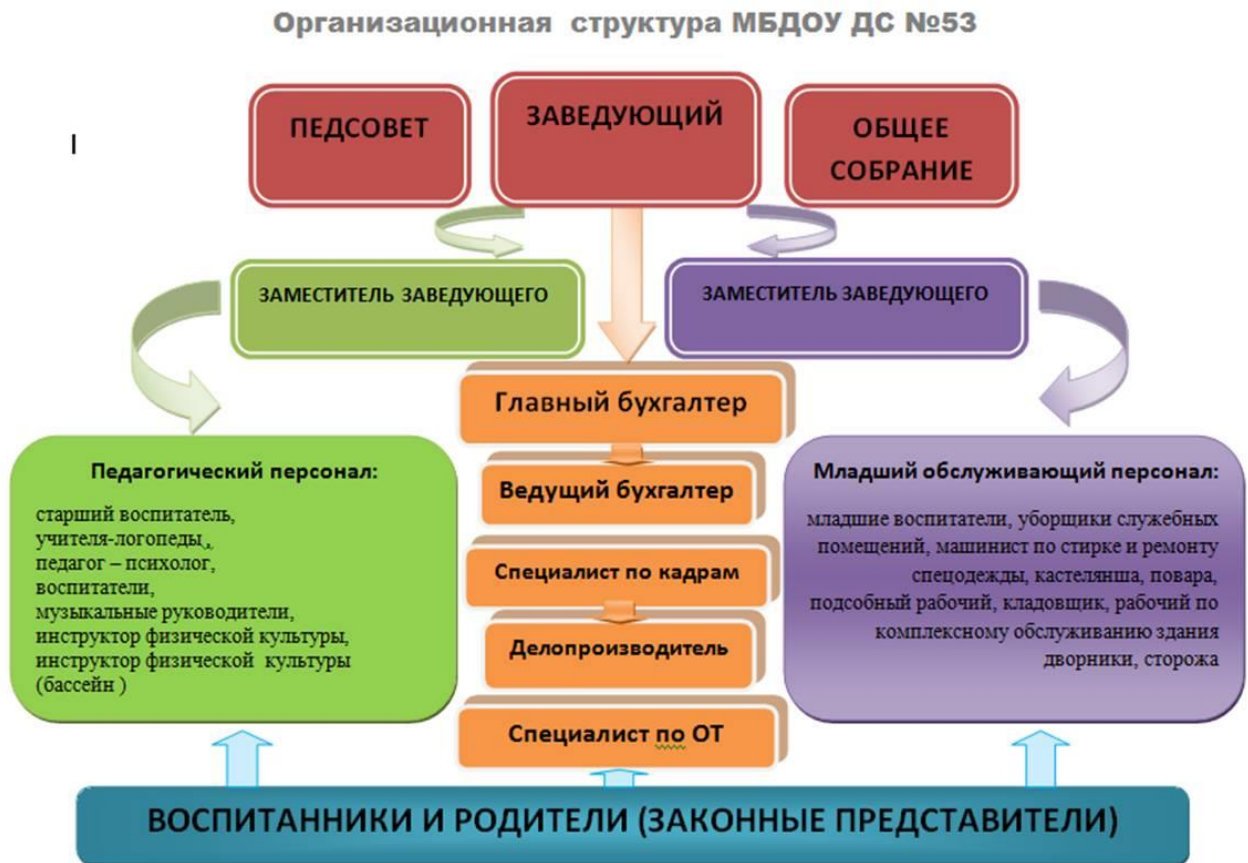 Организационная структура МБДОУ ДС №53
ПЕДСОВЕТ
ЗАВЕДУЮЩИЙ
ОБЩЕЕ
СОБРАНИЕ
ЗАМЕСТИТЕЛЬ ЗАВЕДУЮЩЕГО
ЗАМЕСТИТЕЛЬ ЗАВЕДУЮЩЕГО
Главный бухгалтер
Ведущий бухгалтер
Специалист по кадрам
Делопроизводитель
Специалист по ОТ
Педагогический персонал:
старший воспитатель,
учителя-логопеды,,
педагог – психолог,
воспитатели,
музыкальные руководители,
инструктор физической культуры,
инструктор физической культуры
(бассейн )
Младший обслуживающий персонал:
младшие воспитатели, уборщики служебных
помещений, машинист по стирке и ремонту
спецодежды, кастелянша, повара,
подсобный рабочий, кладовщик, рабочий по
комплексному обслуживанию здания
дворники, сторожа
ВОСПИТАННИКИ И РОДИТЕЛИ (ЗАКОННЫЕ ПРЕДСТАВИТЕЛИ)